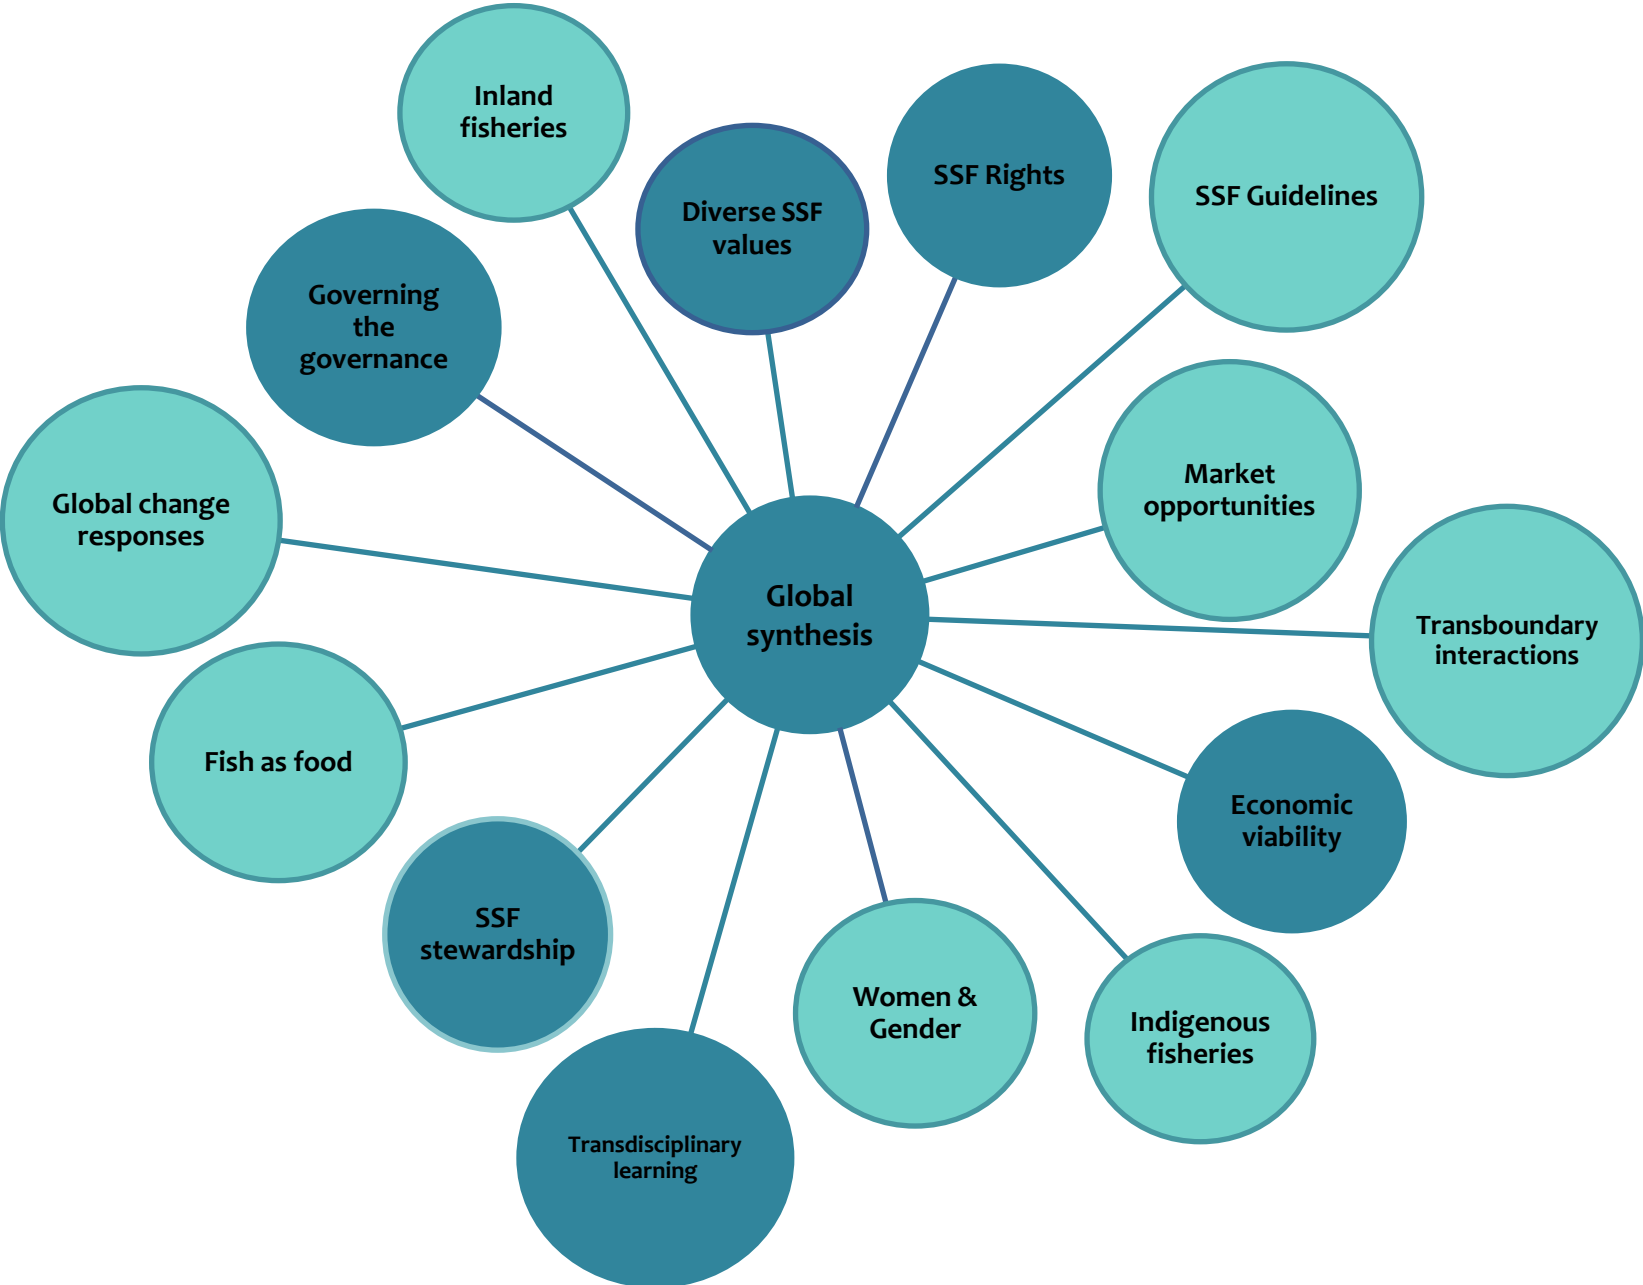 Inland
fisheries
Diverse SSF
values
SSF Rights
SSF Guidelines
Governing
the
governance
Global change
responses
Market
opportunities
Global
synthesis
Transboundary
interactions
Fish as food
Economic
viability
SSF
stewardship
Women &
Gender
Indigenous
fisheries
Transdisciplinary
learning